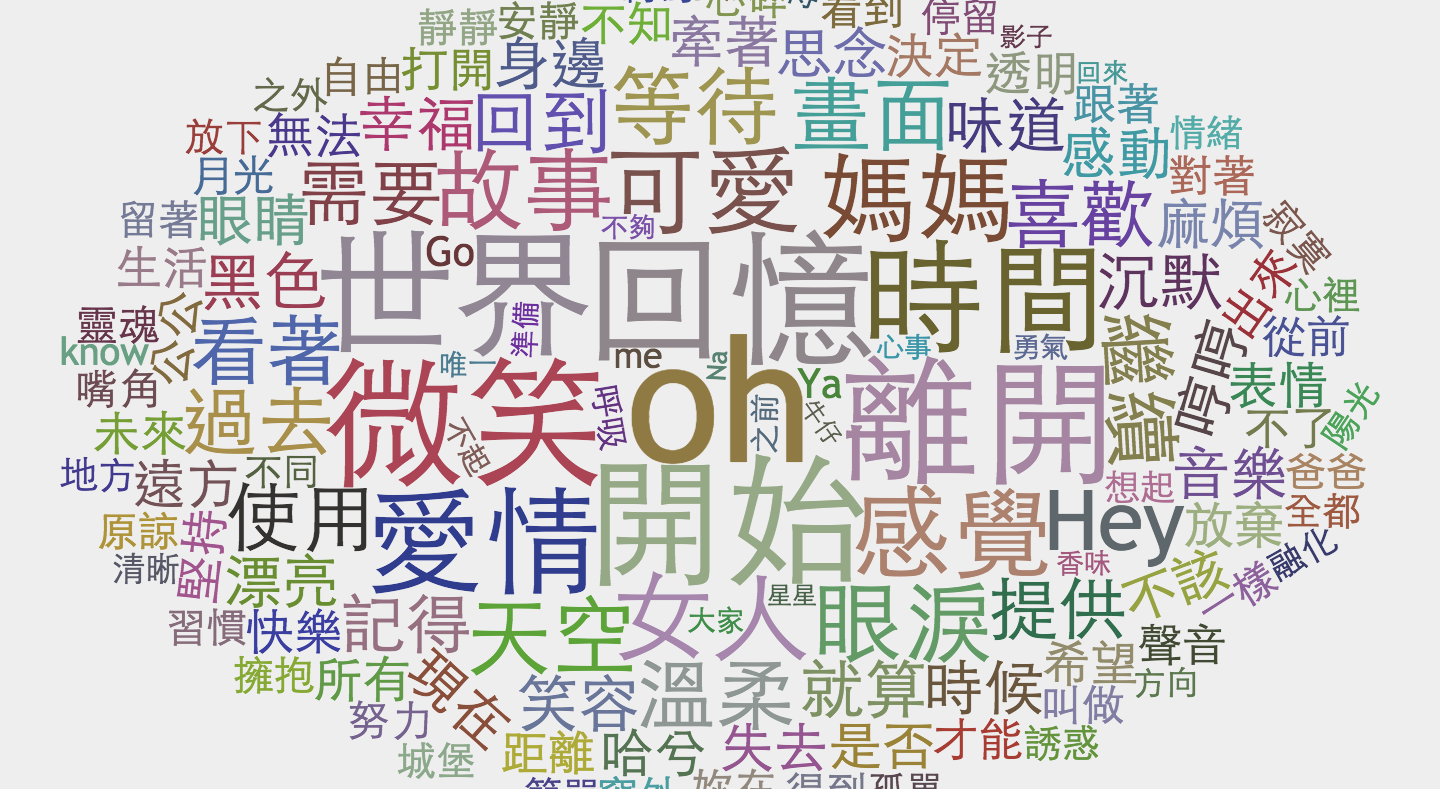 看到
停留
靜靜
安靜
不知
牽著
思念
決定
影子
自由
打開
身邊
透明
回來
之外
幸福
回到
等待
畫面
味道
跟著
放下
無法
感動
情緒
月光
需要
故事
可愛
媽媽
喜歡
對著
留著
眼睛
不夠
麻煩
寂寞
生活
黑色
Go
世界
回憶
時間
沉默
出來
心裡
靈魂
公公
看著
準備
心事
勇氣
繼續
哼哼
從前
know
唯一
me
Na
Ya
嘴角
過去
微笑
呼吸
oh
之前
牛仔
離開
表情
未來
不起
不了
陽光
地方
遠方
不同
想起
音樂
爸爸
原諒
堅持
使用
愛情
開始
感覺
Hey
放棄
全都
清晰
漂亮
香味
不該
一樣
融化
習慣
快樂
記得
天空
女人
大家
星星
眼淚
提供
聲音
擁抱
所有
現在
笑容
溫柔
就算
時候
希望
方向
努力
叫做
城堡
距離
哈兮
失去
是否
才能
誘惑
得到
孤單